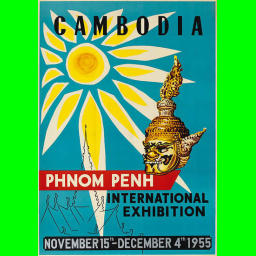 CAMBODIA
PHNOM PENH
INTERNATIONAL
EXHIBITION
NOVEMBER 15TH-DECEMBER 4TH 1955